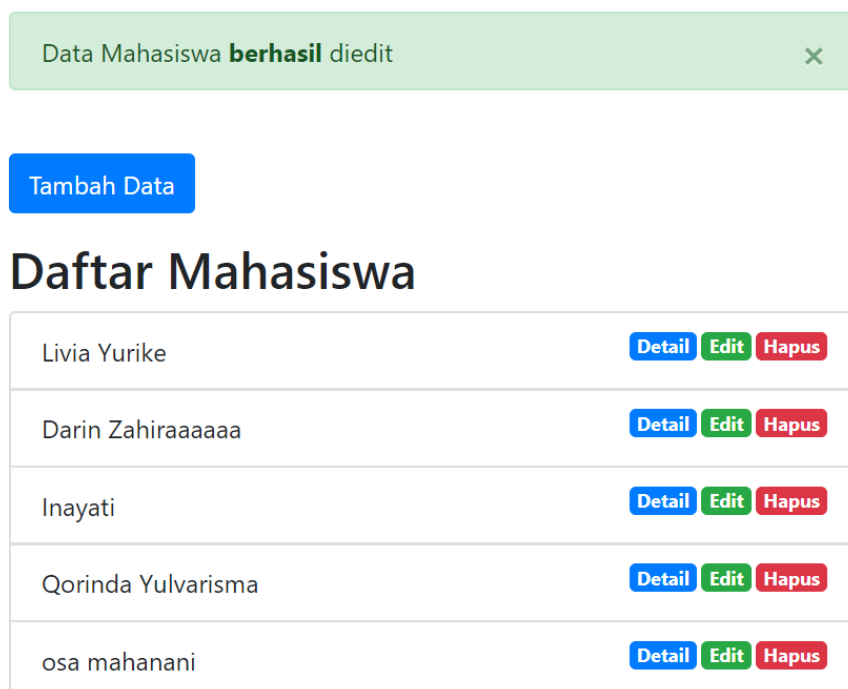 Data Mahasiswa berhasil diedit ×
Tambah Data
Daftar Mahasiswa
Livia Yurike Detail Edit Hapus
Darin Zahiraaaaaa Detail Edit Hapus
Inayati Detail Edit Hapus
Qorinda Yulvarisma Detail Edit Hapus
osa mahanani Detail Edit Hapus